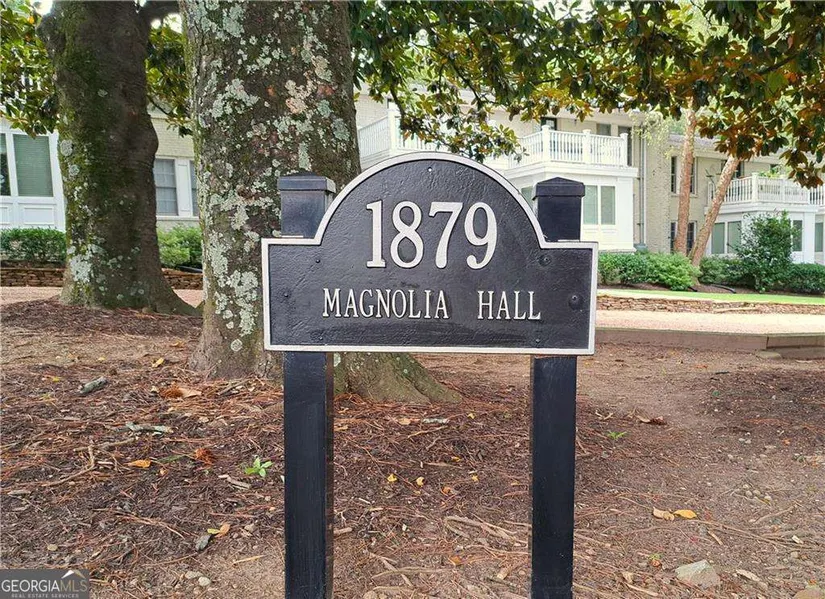 1879
MAGNOLIA HALL
GEORGIAMLS
REAL ESTATE SERVICES